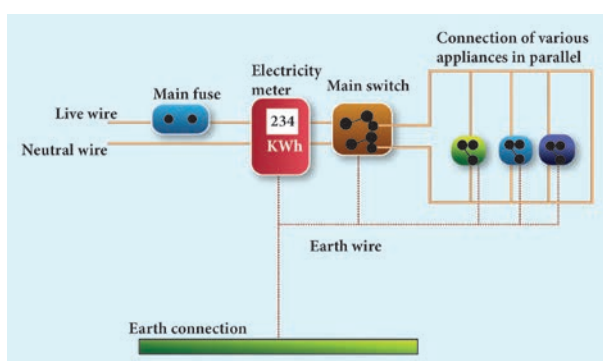 Connection of various
appliances in parallel
Electricity
meter
Main switch
Main fuse
Live wire
234
KWh
Neutral wire
Earth wire
Earth connection